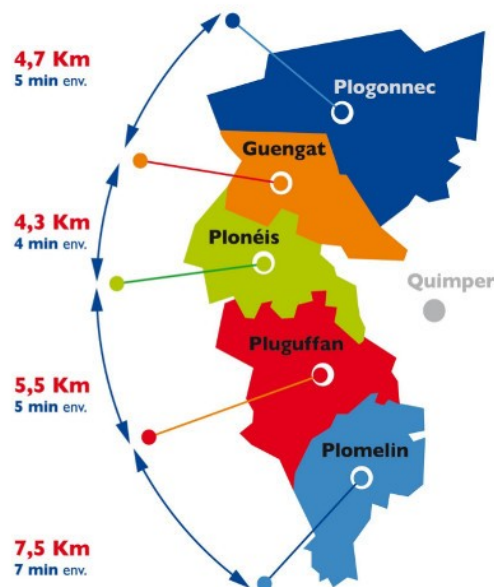 4,7 Km
5 min env.
Plogonnec
Guengat
4,3 Km
4 min env.
Plonéis
Quimper
Pluguffan
5,5 Km
5 min env.
Plomelin
7,5 Km
7 min env.